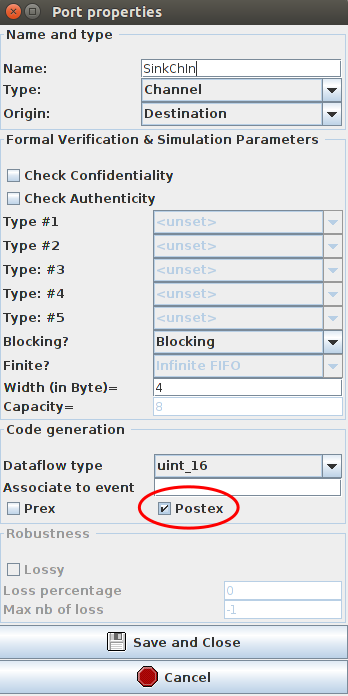 Port properties
Name and type
Name: SinkChIn
Type: Channel
Origin: Destination
Formal Verification & Simulation Parameters
Check Confidentiality
Check Authenticity
Type #1 <unset>
Type #2 <unset>
Type: #3 <unset>
Type: #4 <unset>
Type: #5 <unset>
Blocking? Blocking
Finite? Infinite FIFO
Width (in Byte)= 4
Capacity= 8
Code generation
Dataflow type uint_16
Associate to event
Prex Postex
Robustness
Lossy
Loss percentage 0
Max nb of loss -1
Save and Close
Cancel